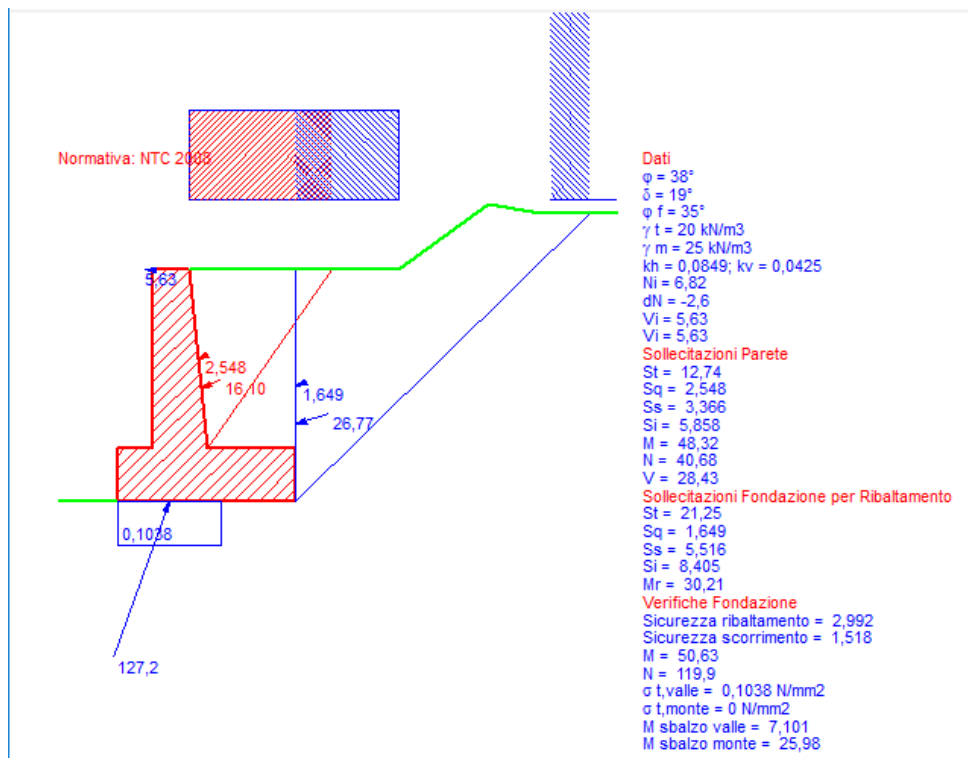 Normativa: NTC 2008
5,63
2,548
16,10
1,649
26,77
0,1038
127,2
Dati
φ = 38°
δ = 19°
φ f = 35°
γ t = 20 kN/m3
γ m = 25 kN/m3
kh = 0,0849; kv = 0,0425
Ni = 6,82
dN = -2,6
Vi = 5,63
Vi = 5,63
Sollecitazioni Parete
St = 12,74
Sq = 2,548
Ss = 3,366
Si = 5,858
M = 48,32
N = 40,68
V = 28,43
Sollecitazioni Fondazione per Ribaltamento
St = 21,25
Sq = 1,649
Ss = 5,516
Si = 8,405
Mr = 30,21
Verifiche Fondazione
Sicurezza ribaltamento = 2,992
Sicurezza scorrimento = 1,518
M = 50,63
N = 119,9
σ t,valle = 0,1038 N/mm2
σ t,monte = 0 N/mm2
M sbalzo valle = 7,101
M sbalzo monte = 25,98